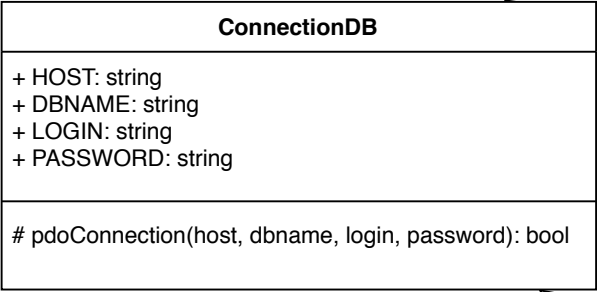 ConnectionDB
+ HOST: string
+ DBNAME: string
+ LOGIN: string
+ PASSWORD: string
# pdoConnection(host, dbname, login, password): bool